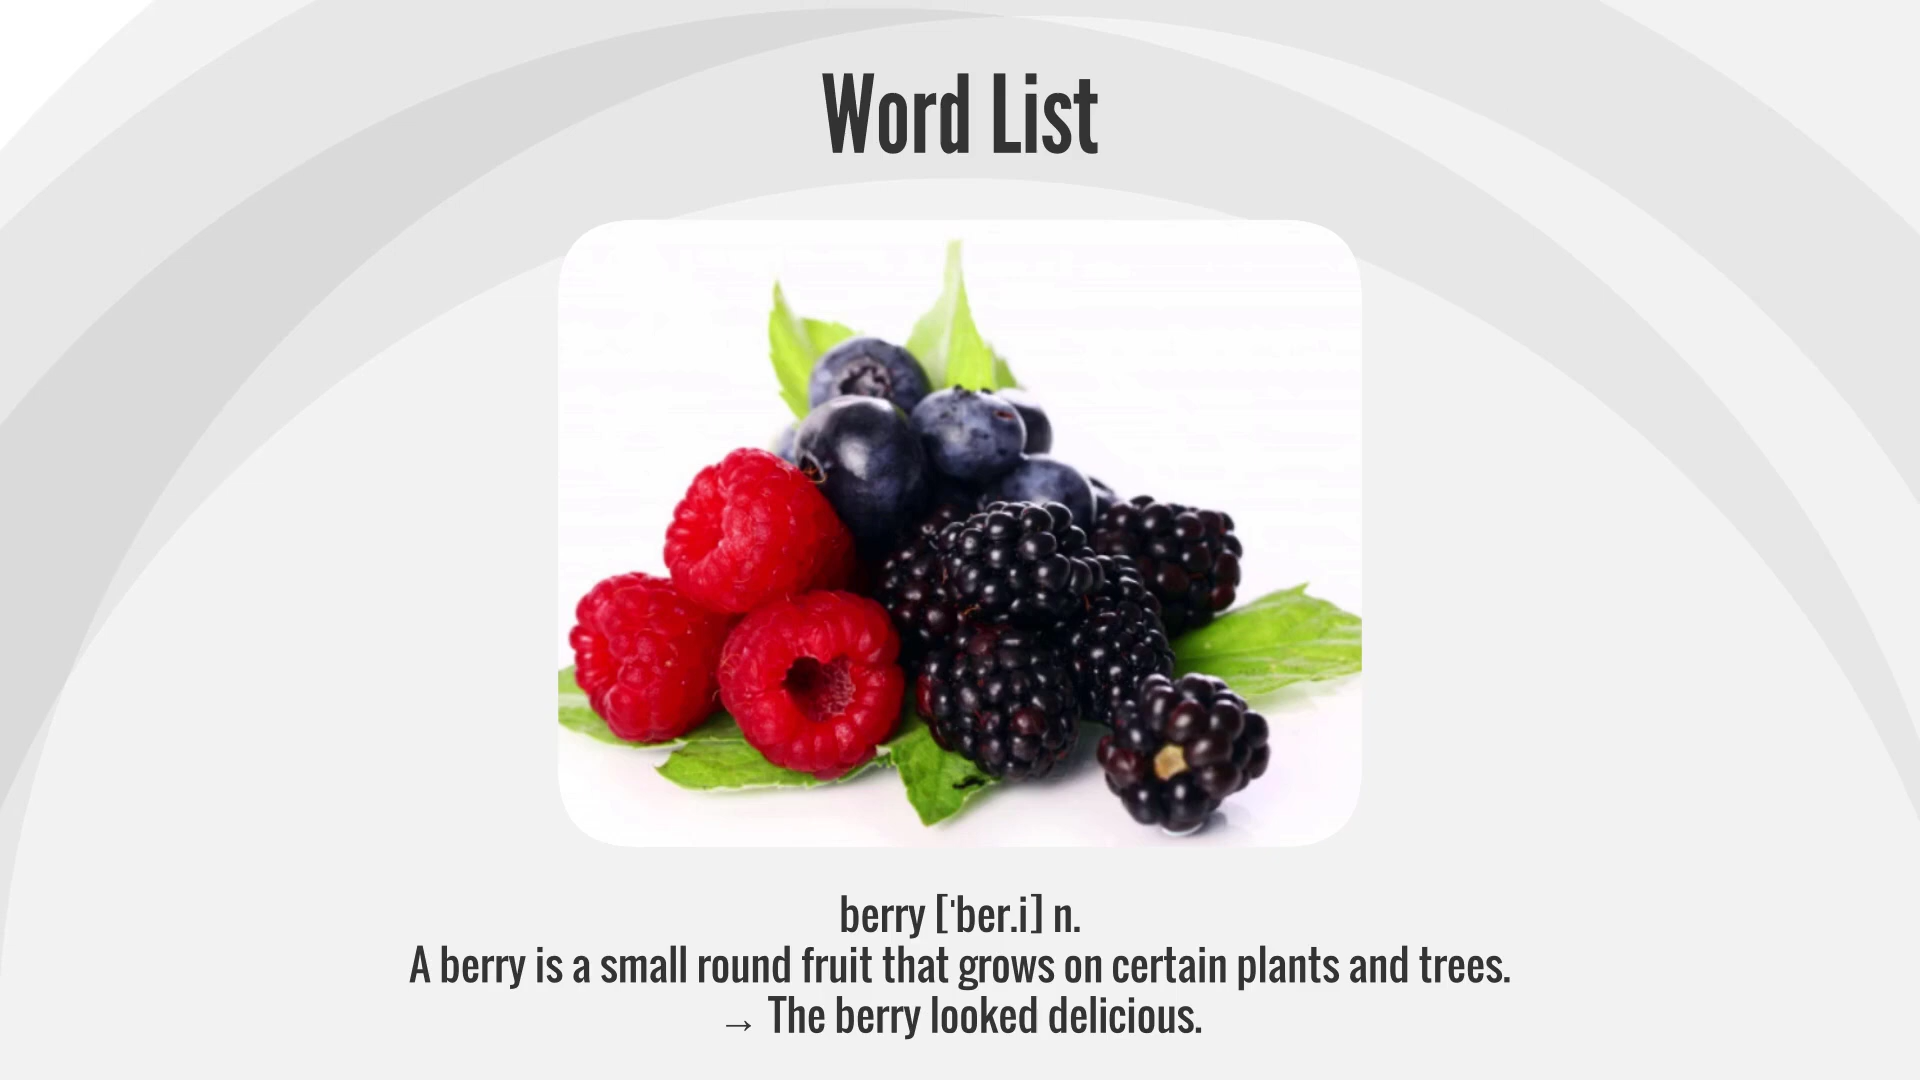 Word List
berry [ˈber.i] n.
A berry is a small round fruit that grows on certain plants and trees.
→ The berry looked delicious.